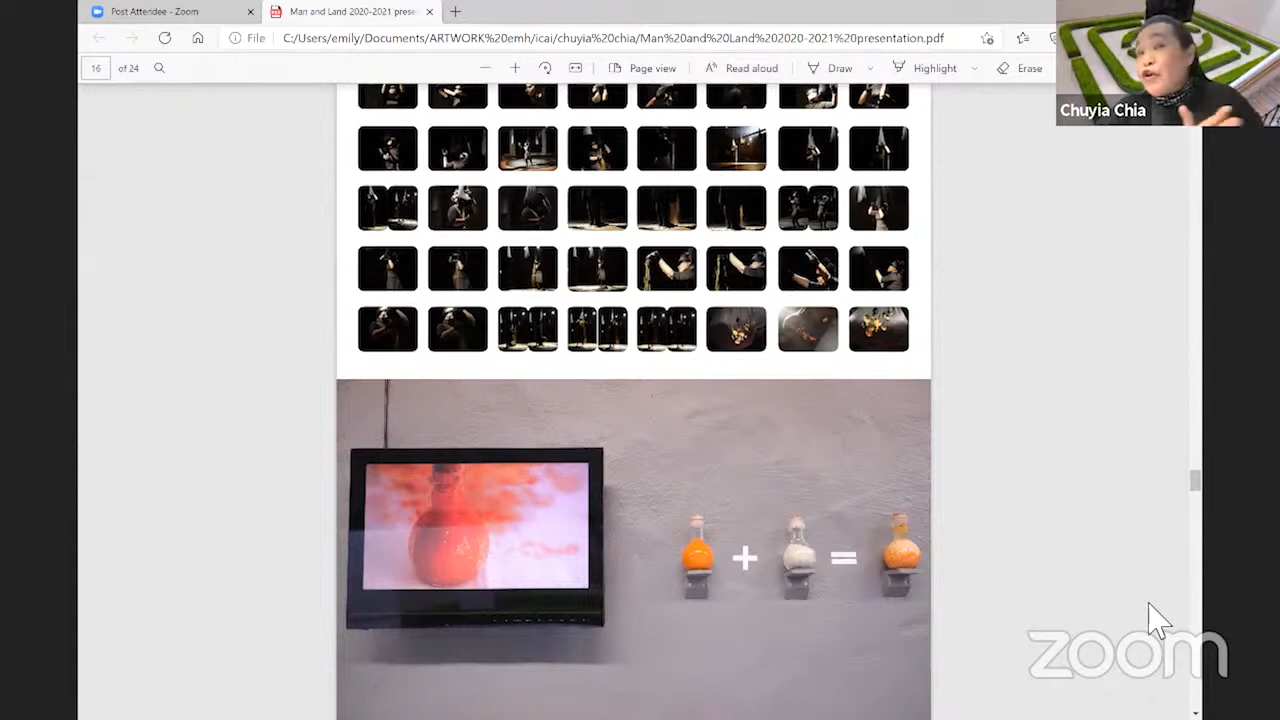 Post Attendee - Zoom
Man and Land 2020-2021 prese
File
C:/Users/emily/Documents/ARTWORK%20emh/icai/chuyia%20chia/Man%20and%20Land%202020-2021%20presentation.pdf
16 of 24
Page view
Read aloud
Draw
Highlight
Erase
Chuyia Chia
+ =
zoom